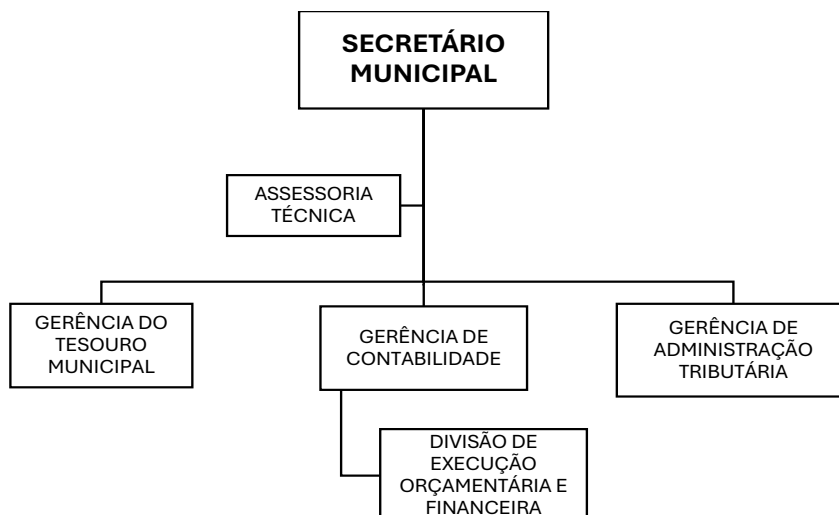 SECRETÁRIO
MUNICIPAL
ASSESSORIA
TÉCNICA
GERÊNCIA DO
TESOURO
MUNICIPAL
GERÊNCIA DE
CONTABILIDADE
GERÊNCIA DE
ADMINISTRAÇÃO
TRIBUTÁRIA
DIVISÃO DE
EXECUÇÃO
ORÇAMENTÁRIA E
FINANCEIRA